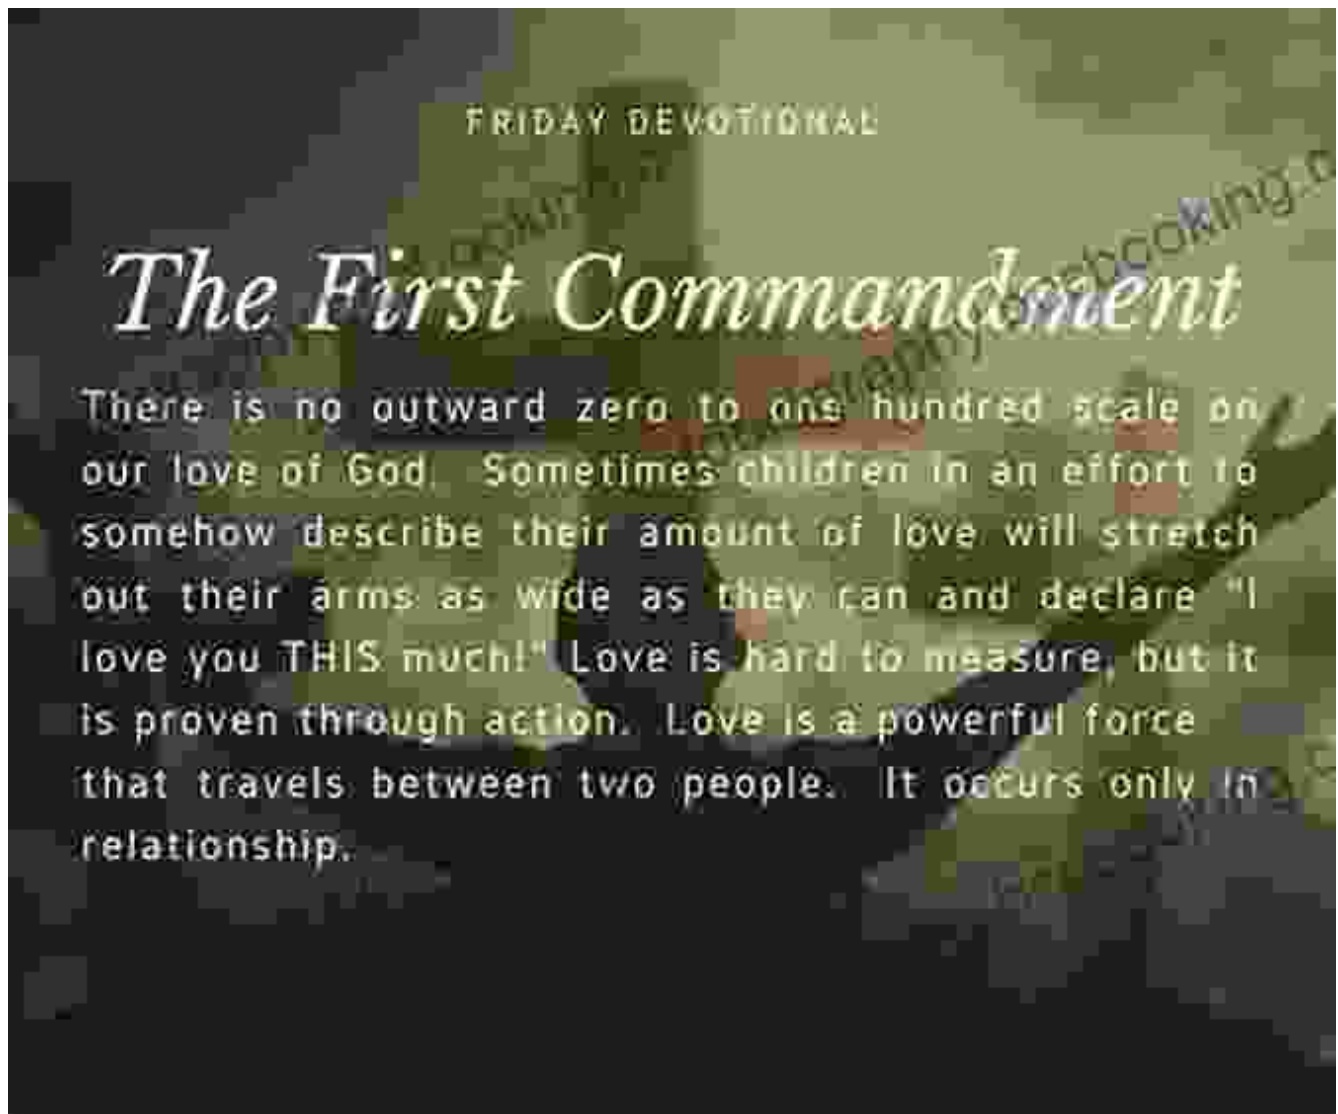 FRIDAY DEVOTIONAL
The First Commandment
There is no outward zero to one hundred scale on
our love of God.  Sometimes children in an effort to
somehow describe their amount of love will stretch
out their arms as wide as they can and declare "I
love you THIS much!" Love is hard to measure, but it
is proven through action.  Love is a powerful force
that travels between two people.  It occurs only in
relationship.